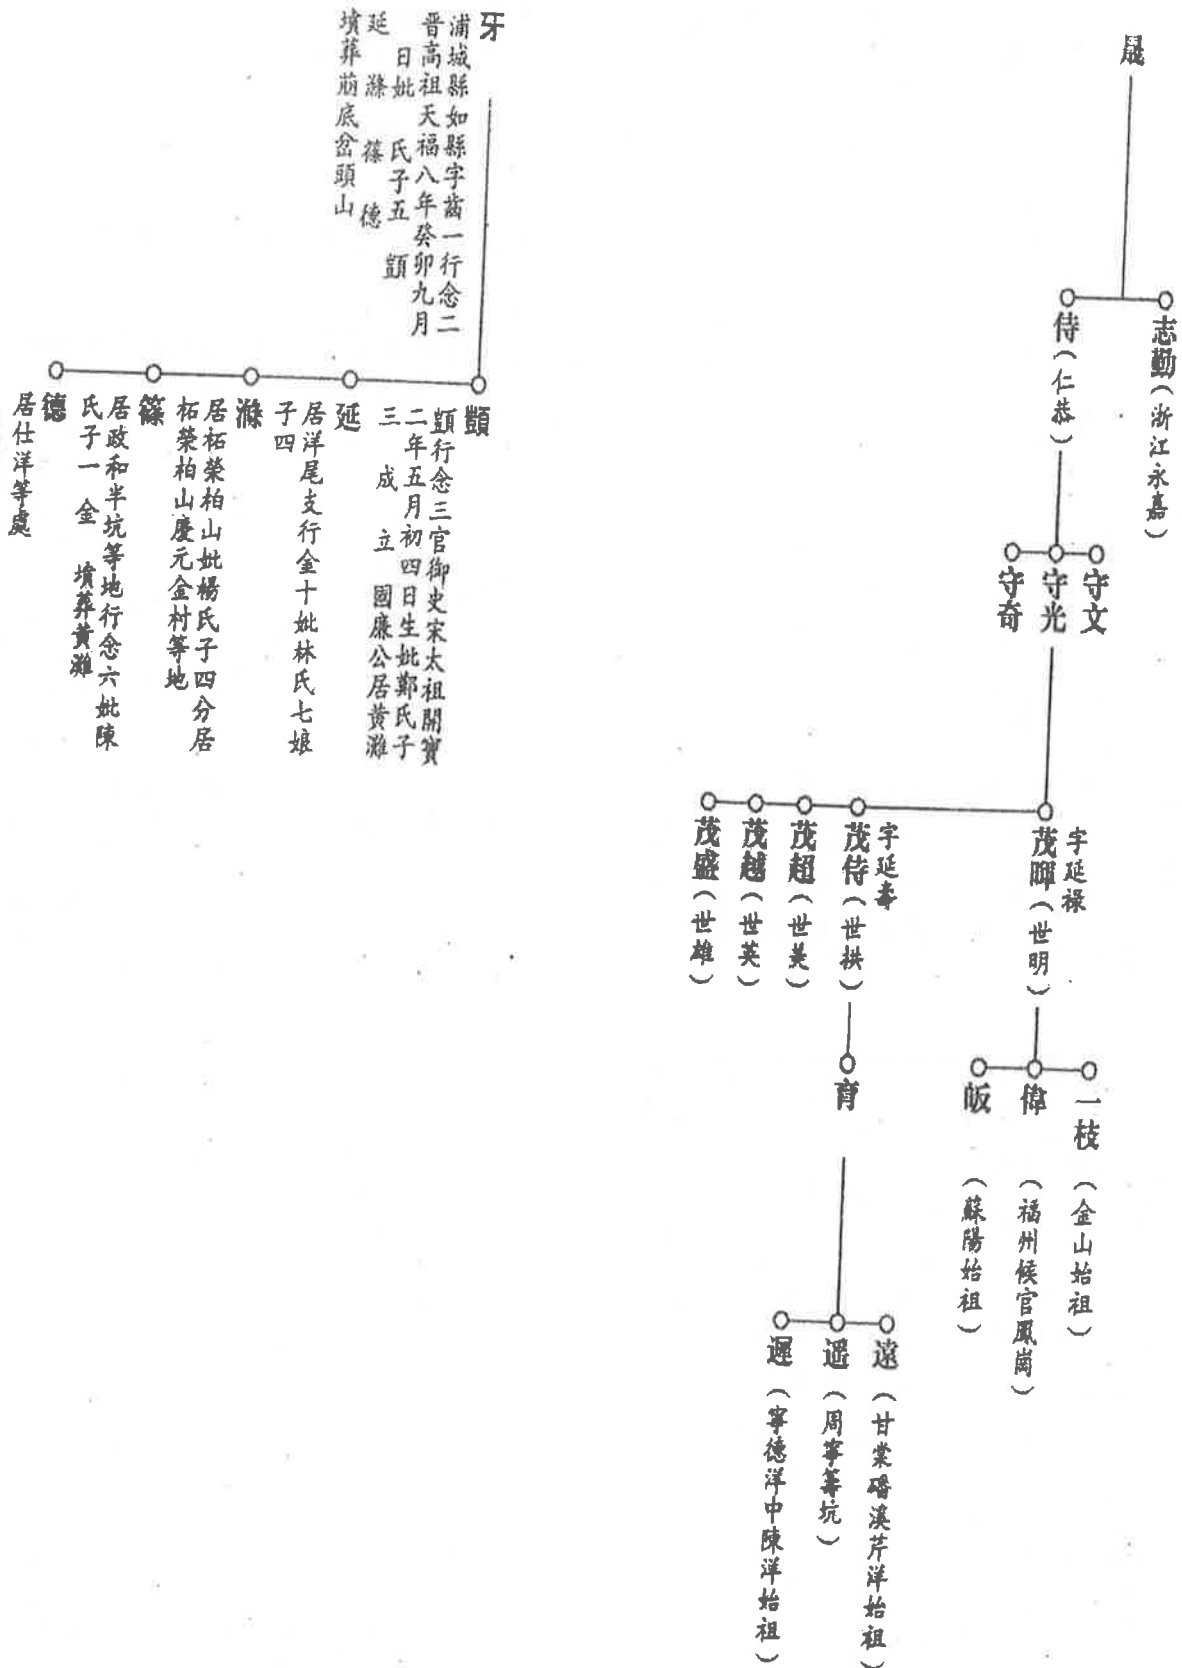 晟
志勤（浙江永嘉）
侍（仁恭）
守文
守光
守奇
字延祿
茂暉（世明）
字延壽
茂侍（世拱）
茂超（世美）
茂越（世英）
茂盛（世雄）
一枝（金山始祖）
偉（福州候官鳳崗）
皈（蘇陽始祖）
育
遠（甘棠磻溪芹洋始祖）
遥（周寧萼坑）
遲（寧德洋中陳洋始祖）
牙
浦城縣如縣字齒一行念二
晋高祖天福八年癸卯九月
日妣　氏子五　顗
延　滌　篠　德
墳葬萠底岔頭山
顗
顗行念三官御史宋太祖開寶
二年五月初四日生妣鄭氏子
三　成　立　國廉公居黄灘
延
居洋尾支行金十妣林氏七娘
子四
滌
居柘榮柏山妣楊氏子四分居
柘榮柏山慶元金村等地
篠
居政和半坑等地行念六妣陳
氏子一　金　墳葬黄灘
德
居仕洋等處